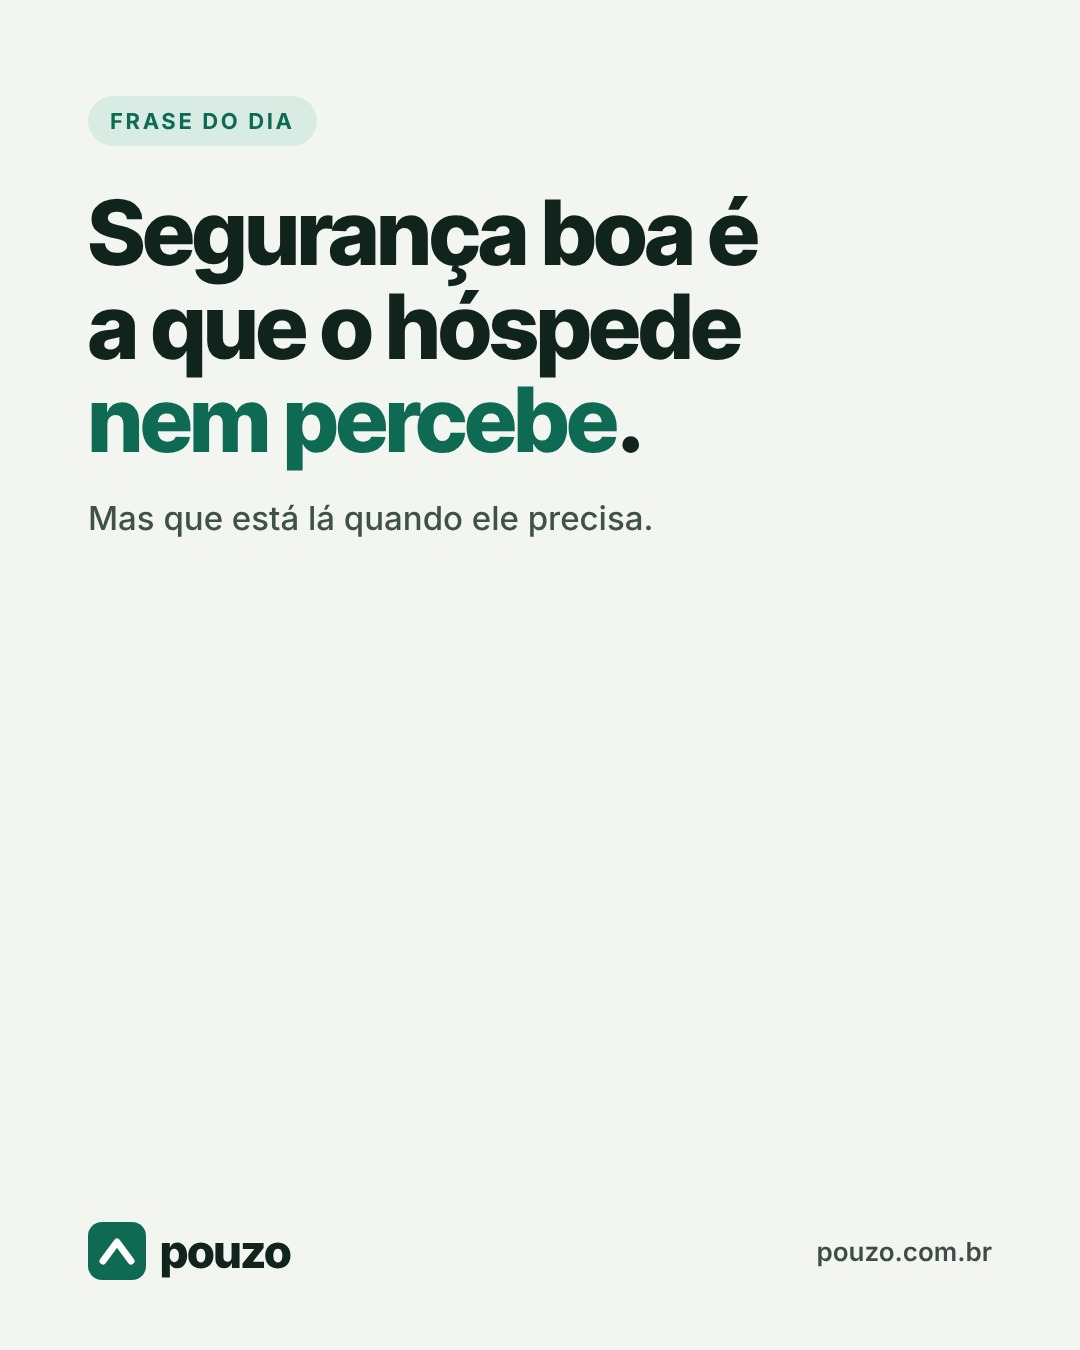 FRASE DO DIA
Segurança boa é
a que o hóspede
nem percebe.
Mas que está lá quando ele precisa.
pouzo
pouzo.com.br